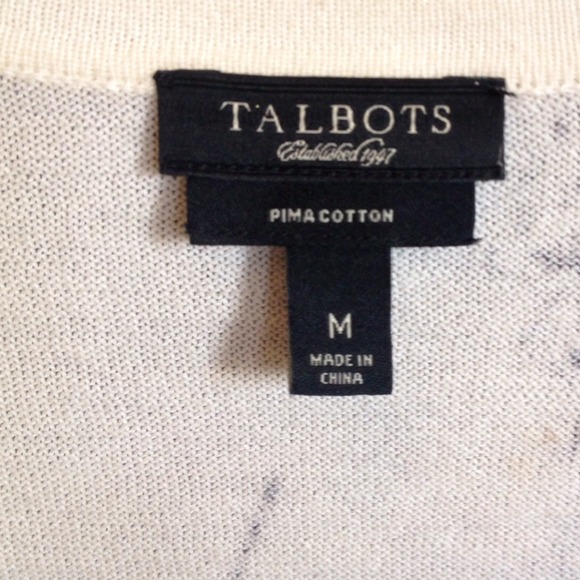 TALBOTS
Established 1947
PIMA COTTON
M
MADE IN
CHINA